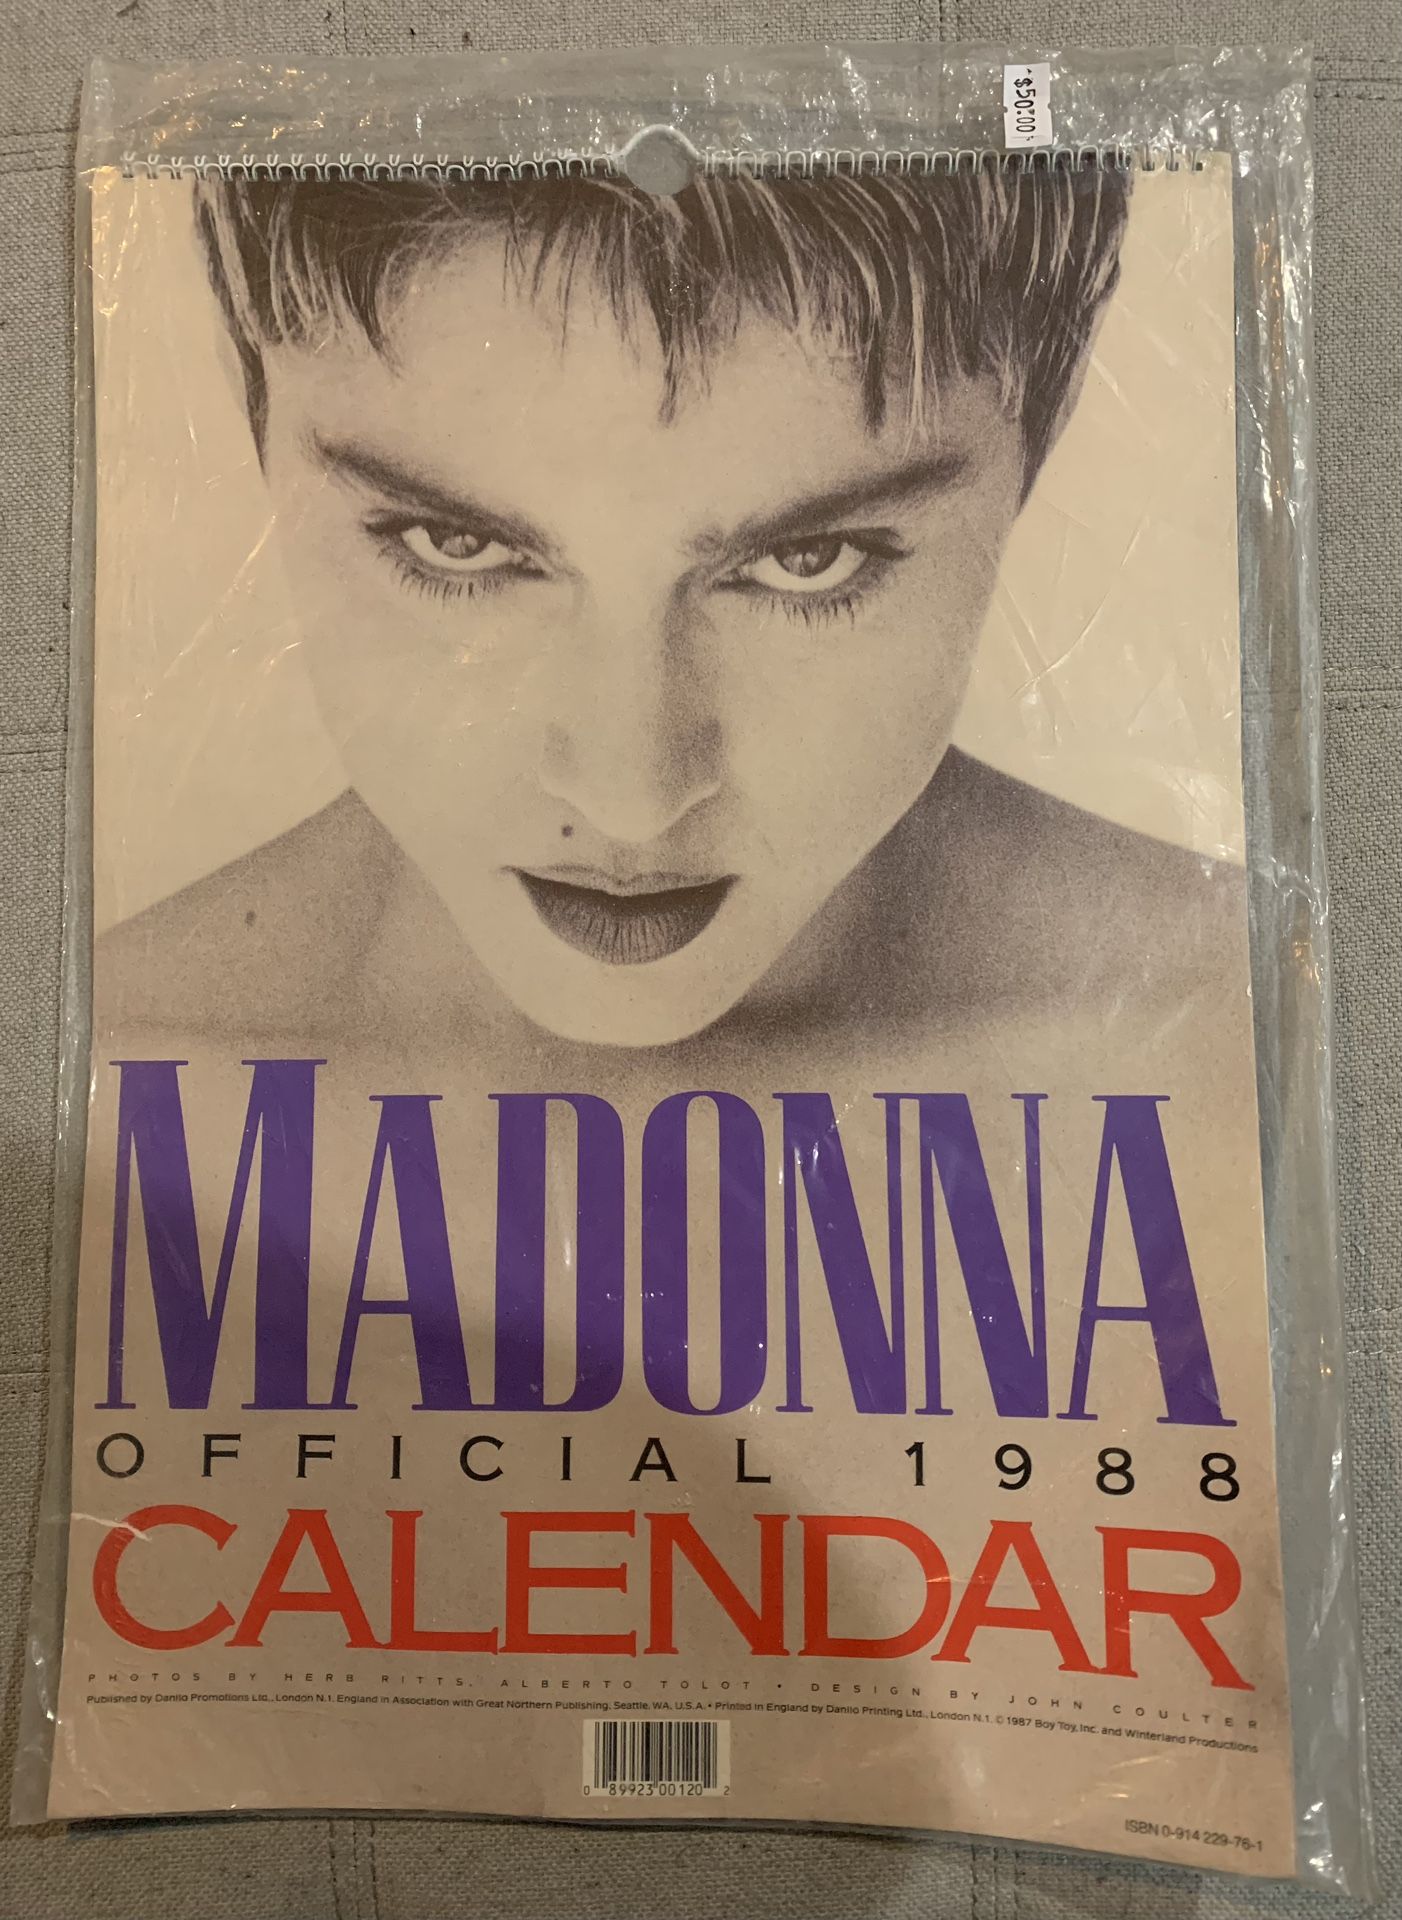 $50.00
MADONNA
OFFICIAL 1988
CALENDAR
PHOTOS BY HERB RITTS, ALBERTO TOLOT • DESIGN BY JOHN COULTER
Published by Danilo Promotions Ltd., London N.1. England in Association with Great Northern Publishing, Seattle, WA, U.S.A. • Printed in England by Danilo Printing Ltd., London N.1. © 1987 Boy Toy, Inc. and Winterland Productions
0 89923 00120 2
ISBN 0-914 229-76-1